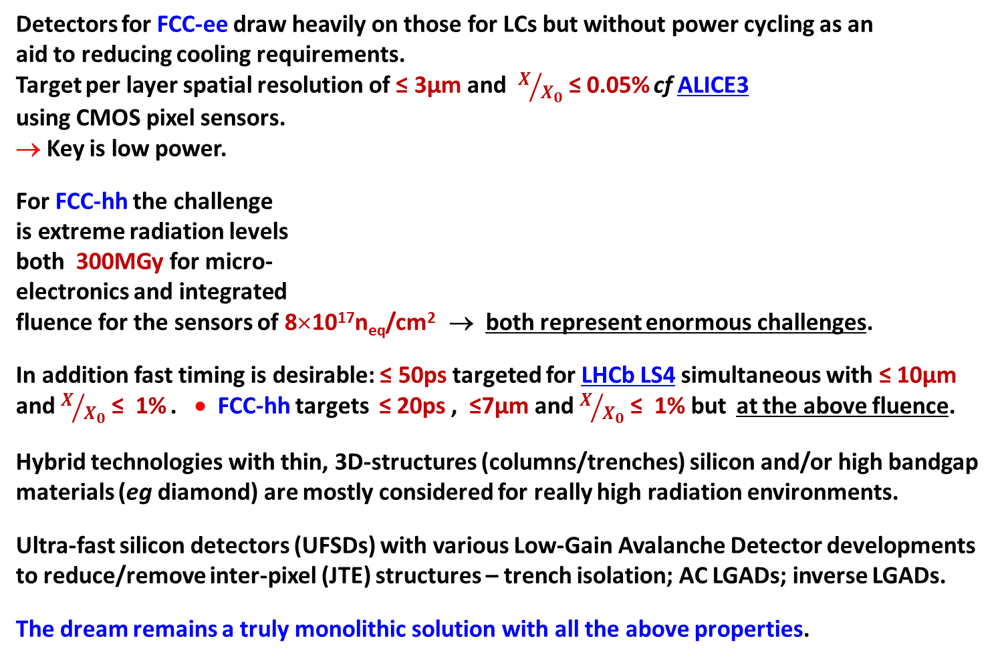 Detectors for FCC-ee draw heavily on those for LCs but without power cycling as an
aid to reducing cooling requirements.
Target per layer spatial resolution of ≤ 3μm and X/X₀ ≤ 0.05% cf ALICE3
using CMOS pixel sensors.
→ Key is low power.
For FCC-hh the challenge
is extreme radiation levels
both 300MGy for micro-
electronics and integrated
fluence for the sensors of 8×10¹⁷n_eq/cm² → both represent enormous challenges.
In addition fast timing is desirable: ≤ 50ps targeted for LHCb LS4 simultaneous with ≤ 10μm
and X/X₀ ≤ 1% . • FCC-hh targets ≤ 20ps , ≤7μm and X/X₀ ≤ 1% but at the above fluence.
Hybrid technologies with thin, 3D-structures (columns/trenches) silicon and/or high bandgap
materials (eg diamond) are mostly considered for really high radiation environments.
Ultra-fast silicon detectors (UFSDs) with various Low-Gain Avalanche Detector developments
to reduce/remove inter-pixel (JTE) structures – trench isolation; AC LGADs; inverse LGADs.
The dream remains a truly monolithic solution with all the above properties.